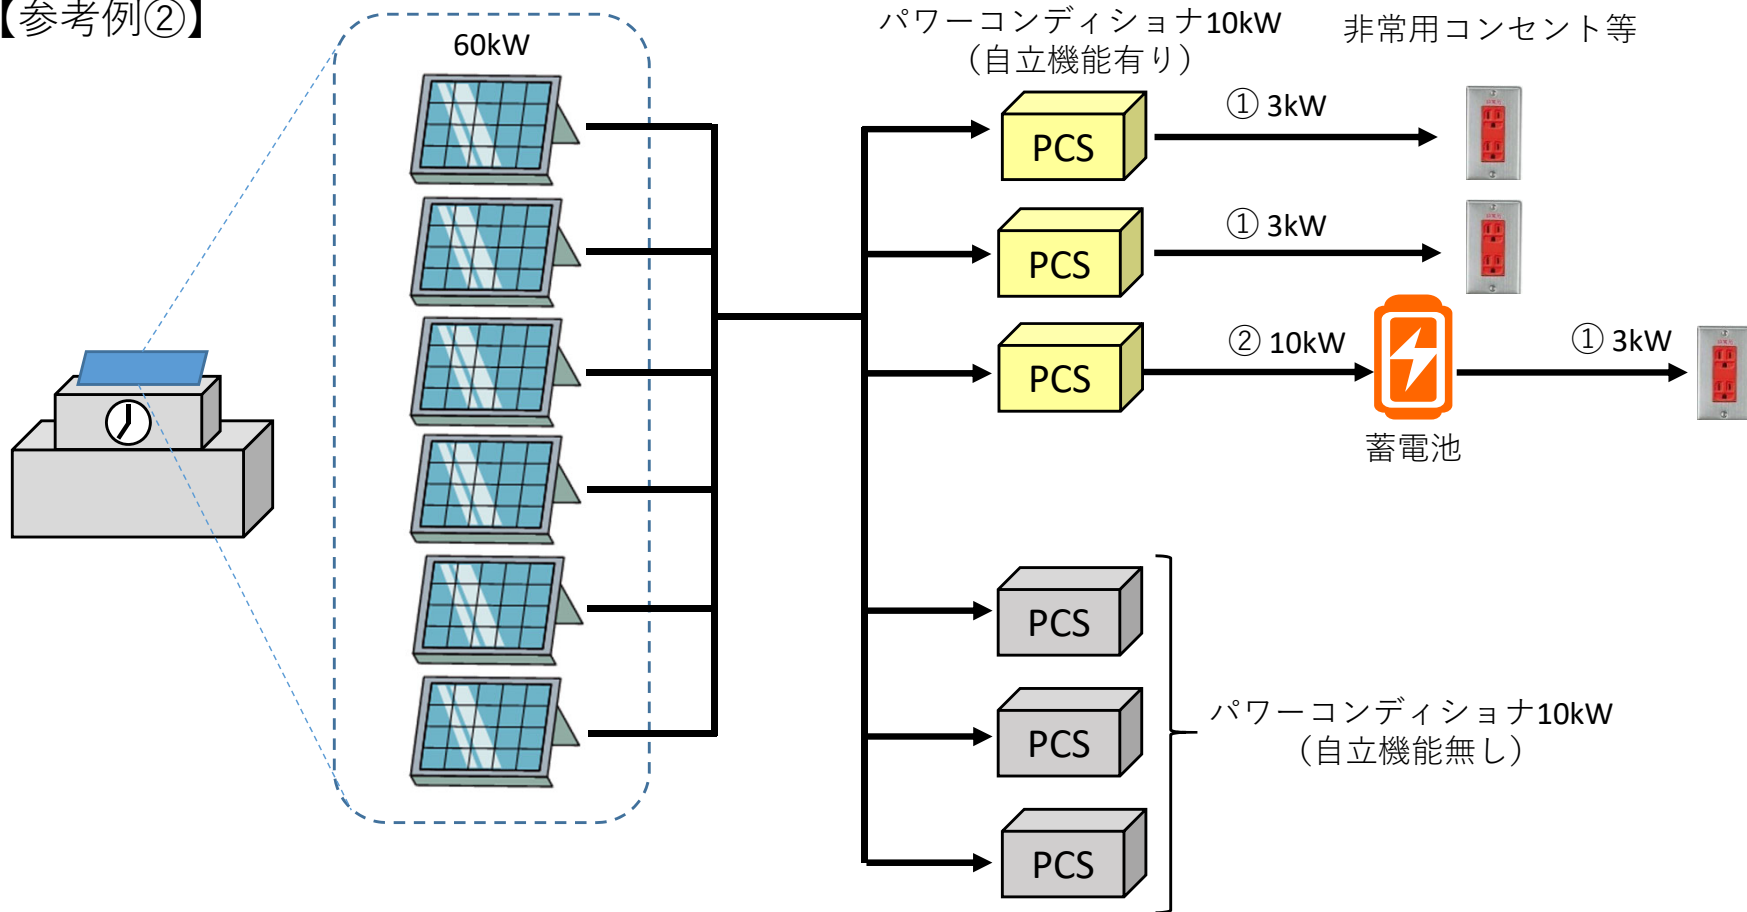 【参考例②】
60kW
パワーコンディショナ10kW
（自立機能有り）
非常用コンセント等
PCS
① 3kW
PCS
① 3kW
PCS
② 10kW
① 3kW
蓄電池
PCS
PCS
PCS
パワーコンディショナ10kW
（自立機能無し）